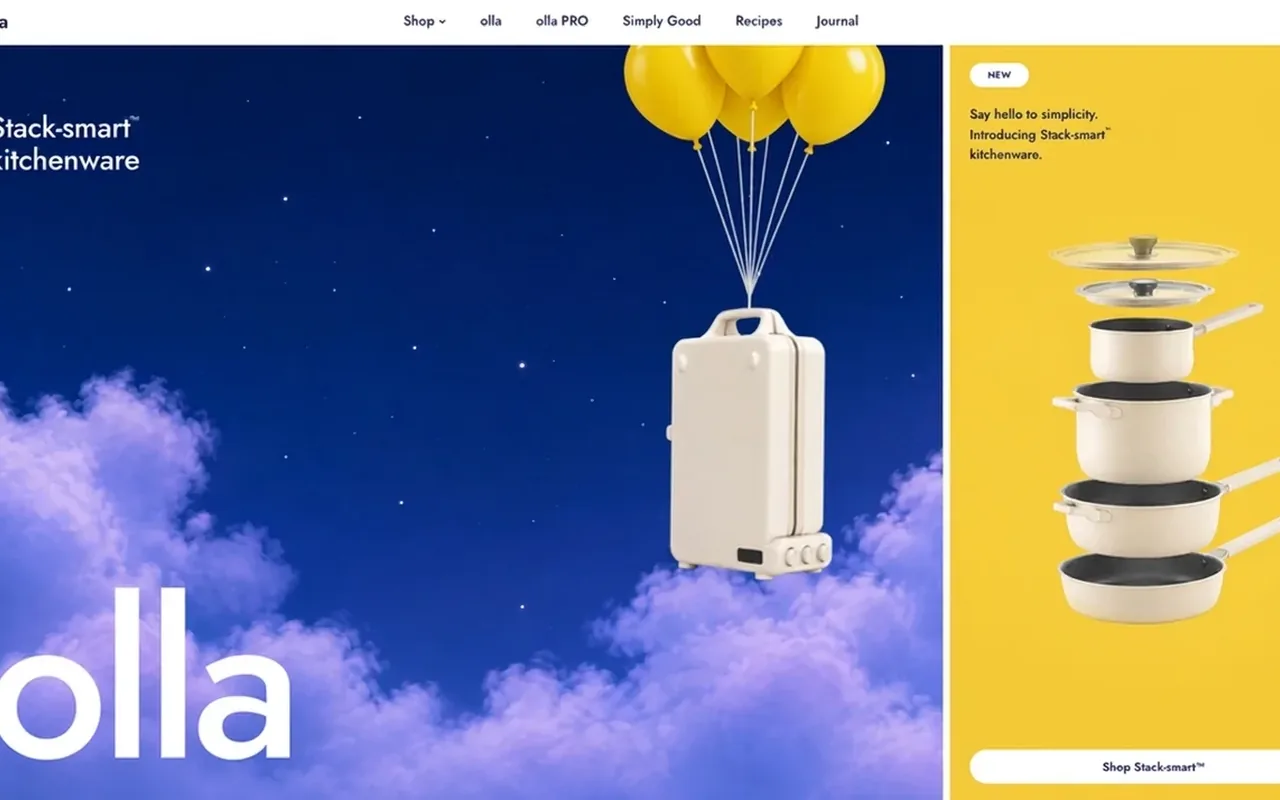 a
Shop
olla
olla PRO
Simply Good
Recipes
Journal
Stack-smart™
kitchenware
olla
NEW
Say hello to simplicity.
Introducing Stack-smart™
kitchenware.
Shop Stack-smart™